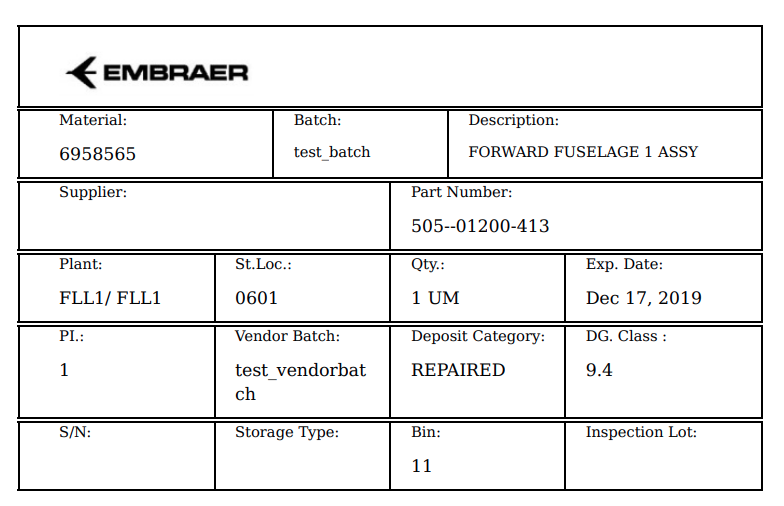 EMBRAER
Material: Batch: Description:
6958565 test_batch FORWARD FUSELAGE 1 ASSY
Supplier: Part Number:
505--01200-413
Plant: St.Loc.: Qty.: Exp. Date:
FLL1/ FLL1 0601 1 UM Dec 17, 2019
PI.: Vendor Batch: Deposit Category: DG. Class :
1 test_vendorbat REPAIRED 9.4
ch
S/N: Storage Type: Bin: Inspection Lot:
11